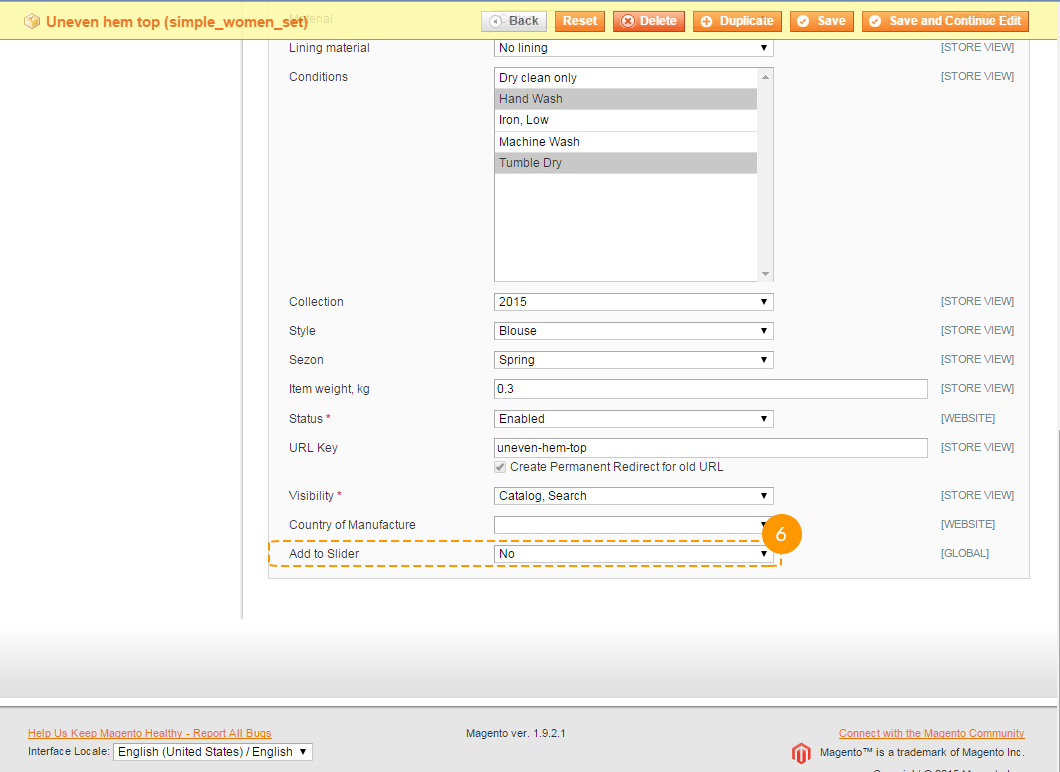 Uneven hem top (simple_women_set)
Material
Back
Reset
Delete
Duplicate
Save
Save and Continue Edit
Lining material
No lining
[STORE VIEW]
Conditions
Dry clean only
[STORE VIEW]
Hand Wash
Iron, Low
Machine Wash
Tumble Dry
Collection
2015
[STORE VIEW]
Style
Blouse
[STORE VIEW]
Sezon
Spring
[STORE VIEW]
Item weight, kg
0.3
[STORE VIEW]
Status *
Enabled
[WEBSITE]
URL Key
uneven-hem-top
[STORE VIEW]
Create Permanent Redirect for old URL
Visibility *
Catalog, Search
[STORE VIEW]
Country of Manufacture
[WEBSITE]
6
Add to Slider
No
[GLOBAL]
Help Us Keep Magento Healthy - Report All Bugs
Magento ver. 1.9.2.1
Connect with the Magento Community
Interface Locale: English (United States) / English
Magento™ is a trademark of Magento Inc.